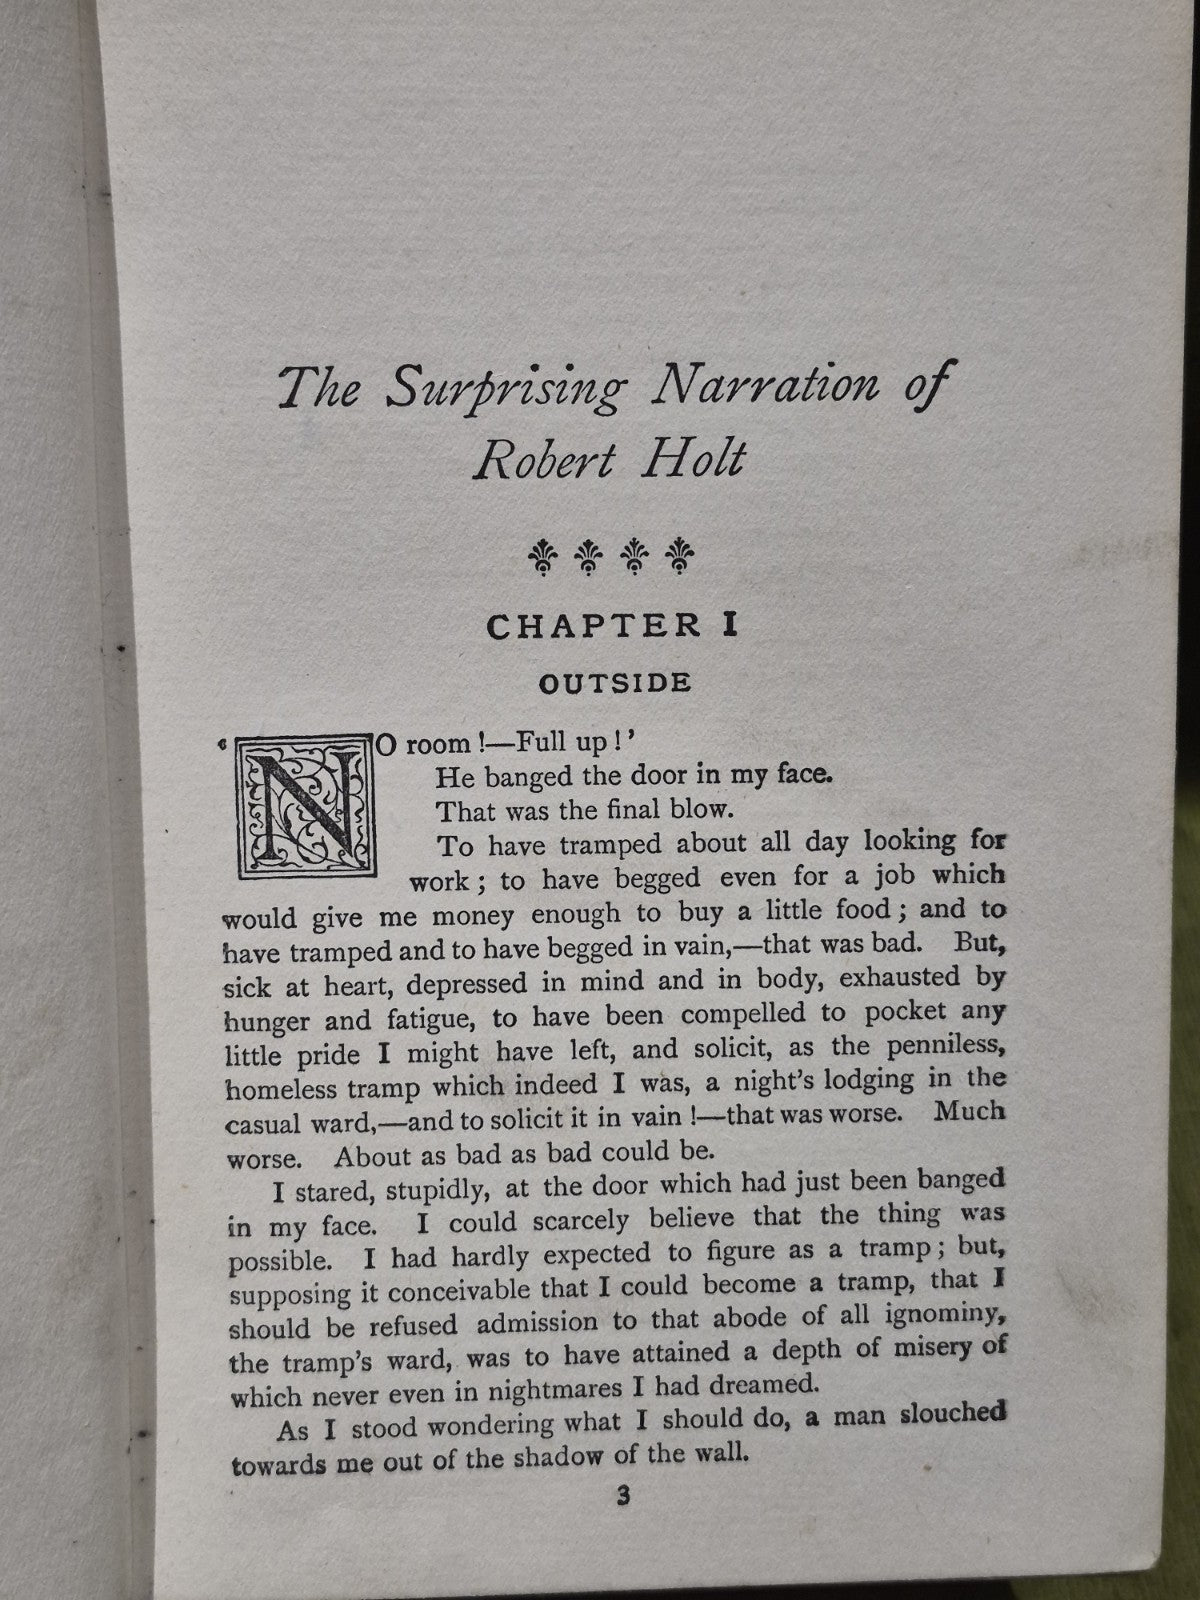 The Surprising Narration of
Robert Holt
CHAPTER I
OUTSIDE
‘NO room !—Full up !’
He banged the door in my face.
That was the final blow.
To have tramped about all day looking for
work ; to have begged even for a job which
would give me money enough to buy a little food ; and to
have tramped and to have begged in vain,—that was bad. But,
sick at heart, depressed in mind and in body, exhausted by
hunger and fatigue, to have been compelled to pocket any
little pride I might have left, and solicit, as the penniless,
homeless tramp which indeed I was, a night's lodging in the
casual ward,—and to solicit it in vain !—that was worse. Much
worse. About as bad as bad could be.
I stared, stupidly, at the door which had just been banged
in my face. I could scarcely believe that the thing was
possible. I had hardly expected to figure as a tramp ; but,
supposing it conceivable that I could become a tramp, that I
should be refused admission to that abode of all ignominy,
the tramp's ward, was to have attained a depth of misery of
which never even in nightmares I had dreamed.
As I stood wondering what I should do, a man slouched
towards me out of the shadow of the wall.
3